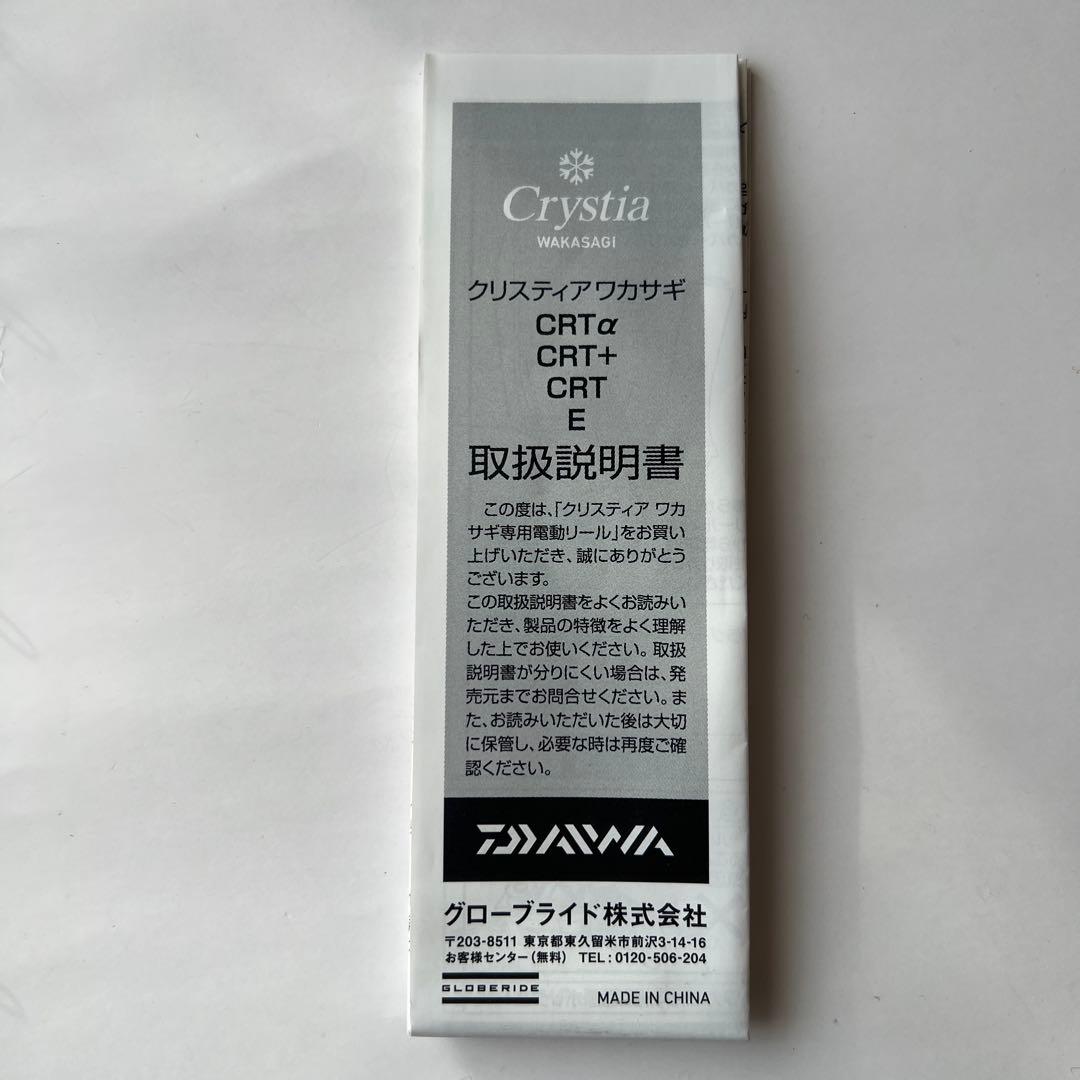 Crystia
WAKASAGI
クリスティア ワカサギ
CRTα
CRT+
CRT
E
取扱説明書
この度は、「クリスティア ワカ
サギ専用電動リール」をお買い
上げいただき、誠にありがとう
ございます。
この取扱説明書をよくお読みい
ただき、製品の特徴をよく理解
した上でお使いください。取扱
説明書が分りにくい場合は、発
売元までお問合せください。ま
た、お読みいただいた後は大切
に保管し、必要な時は再度ご確
認ください。
DAIWA
グローブライド株式会社
〒203-8511 東京都東久留米市前沢3-14-16
お客様センター(無料) TEL:0120-506-204
GLOBERIDE
MADE IN CHINA